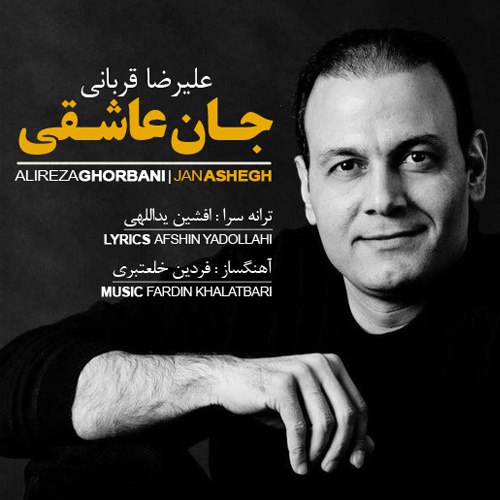 علیرضا قربانی
جان عاشقی
ALIREZAGHORBANI|JANASHEGH
ترانه سرا : افشین یداللهی
LYRICS AFSHIN YADOLLAHI
آهنگساز : فردین خلعتبری
MUSIC FARDIN KHALATBARI